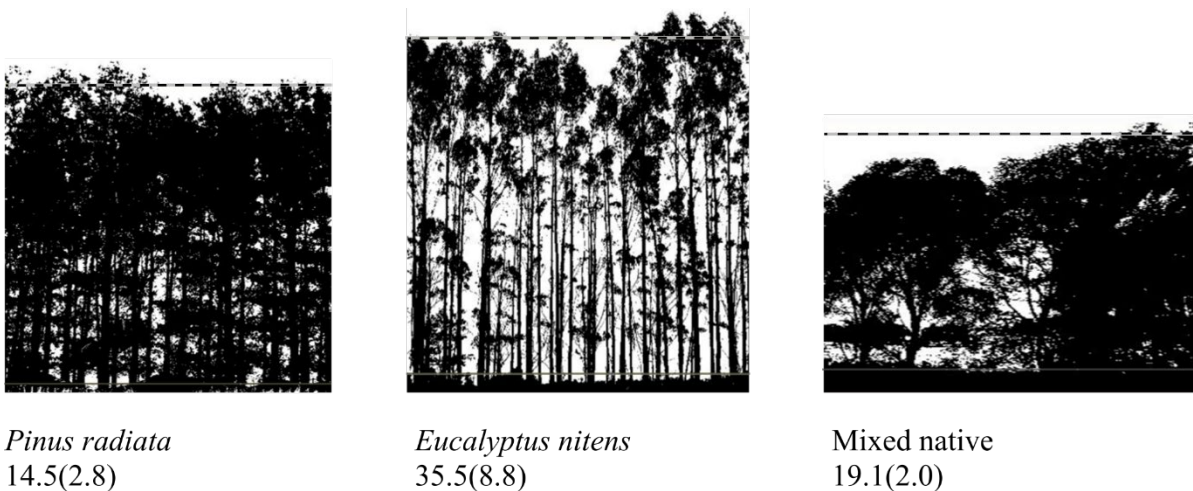 Pinus radiata
14.5(2.8)
Eucalyptus nitens
35.5(8.8)
Mixed native
19.1(2.0)